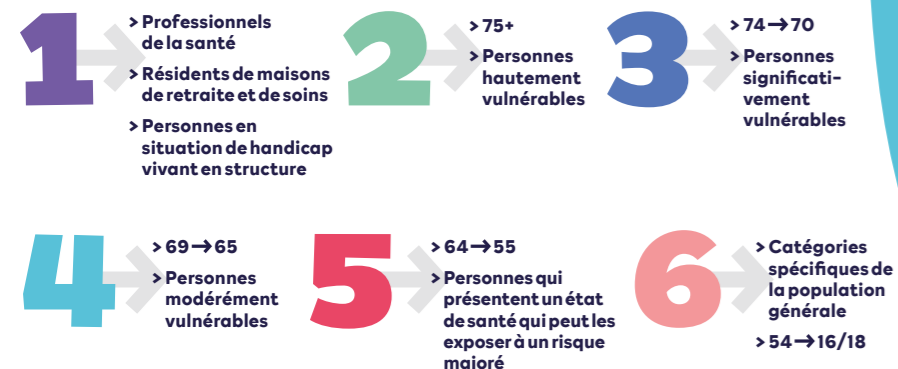 1
> Professionnels
de la santé
> Résidents de maisons
de retraite et de soins
> Personnes en
situation de handicap
vivant en structure
2
> 75+
> Personnes
hautement
vulnérables
3
> 74→70
> Personnes
significati-
vement
vulnérables
4
> 69→65
> Personnes
modérément
vulnérables
5
> 64→55
> Personnes qui
présentent un état
de santé qui peut les
exposer à un risque
majoré
6
> Catégories
spécifiques de
la population
générale
> 54→16/18